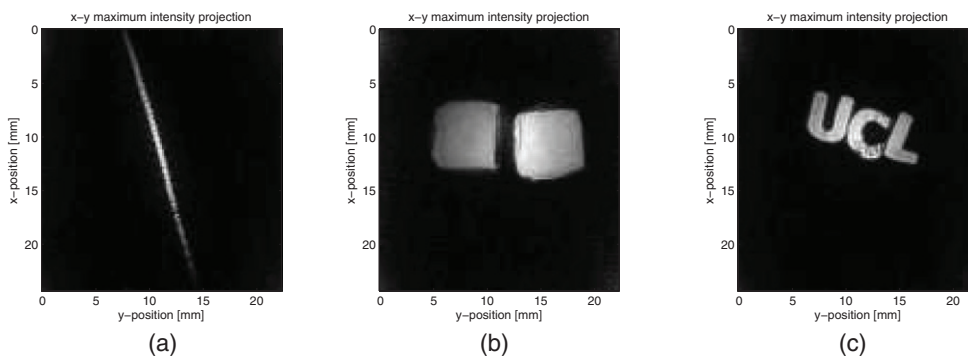 x−y maximum intensity projection
x−y maximum intensity projection
x−y maximum intensity projection
0
5
10
15
20
x−position [mm]
0 5 10 15 20
y−position [mm]
(a)
0
5
10
15
20
x−position [mm]
0 5 10 15 20
y−position [mm]
(b)
0
5
10
15
20
x−position [mm]
UCL
0 5 10 15 20
y−position [mm]
(c)